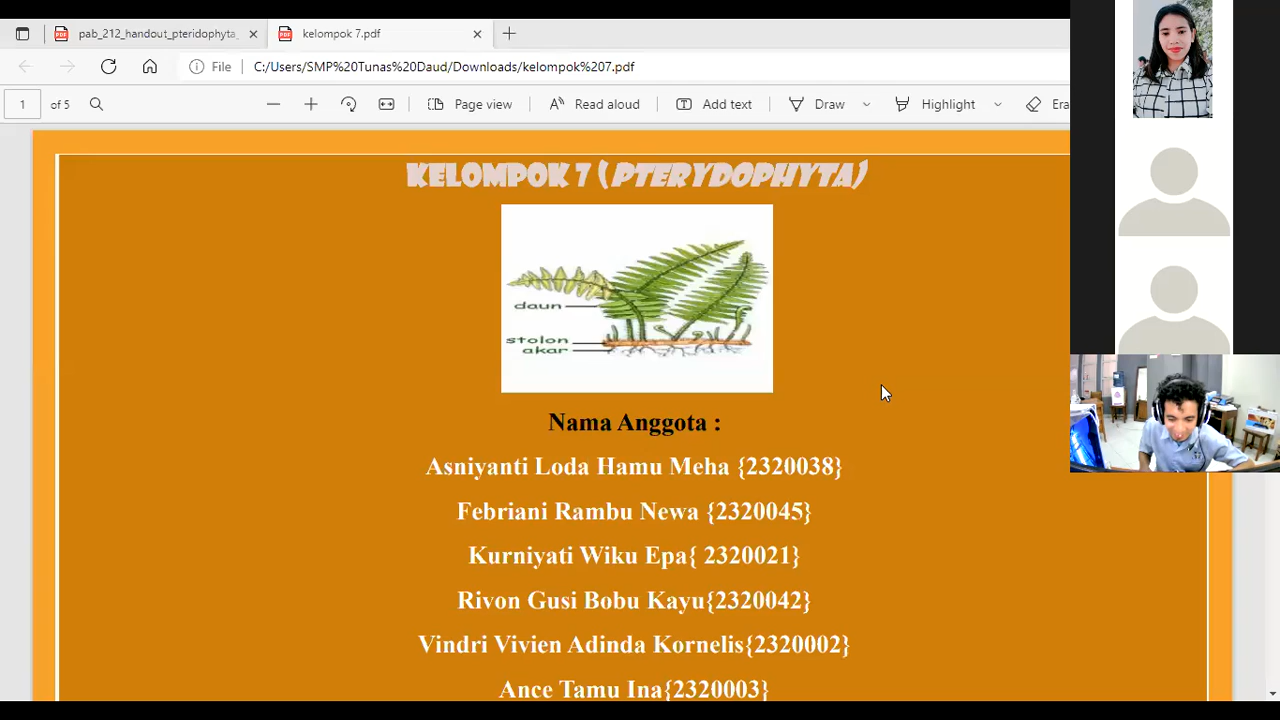 pab_212_handout_pteridophyta_
kelompok 7.pdf
File
C:/Users/SMP%20Tunas%20Daud/Downloads/kelompok%207.pdf
1 of 5
Page view
Read aloud
Add text
Draw
Highlight
Era
KELOMPOK 7 (PTERYDOPHYTA)
daun
stolon
akar
Nama Anggota :
Asniyanti Loda Hamu Meha {2320038}
Febriani Rambu Newa {2320045}
Kurniyati Wiku Epa{ 2320021}
Rivon Gusi Bobu Kayu{2320042}
Vindri Vivien Adinda Kornelis{2320002}
Ance Tamu Ina{2320003}